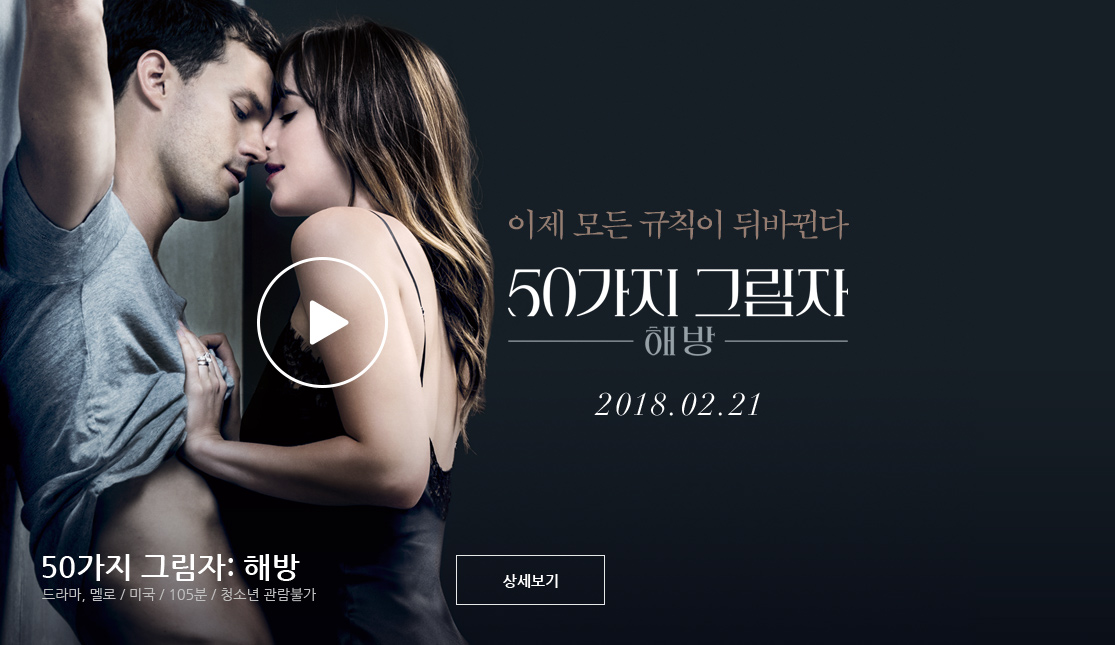 이제 모든 규칙이 뒤바뀐다
50가지 그림자
해방
2018.02.21
50가지 그림자: 해방
드라마, 멜로 / 미국 / 105분 / 청소년 관람불가
상세보기